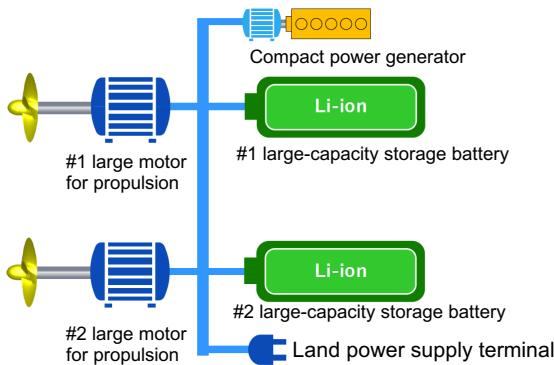 Compact power generator
Li-ion
#1 large motor
for propulsion
#1 large-capacity storage battery
Li-ion
#2 large motor
for propulsion
#2 large-capacity storage battery
Land power supply terminal